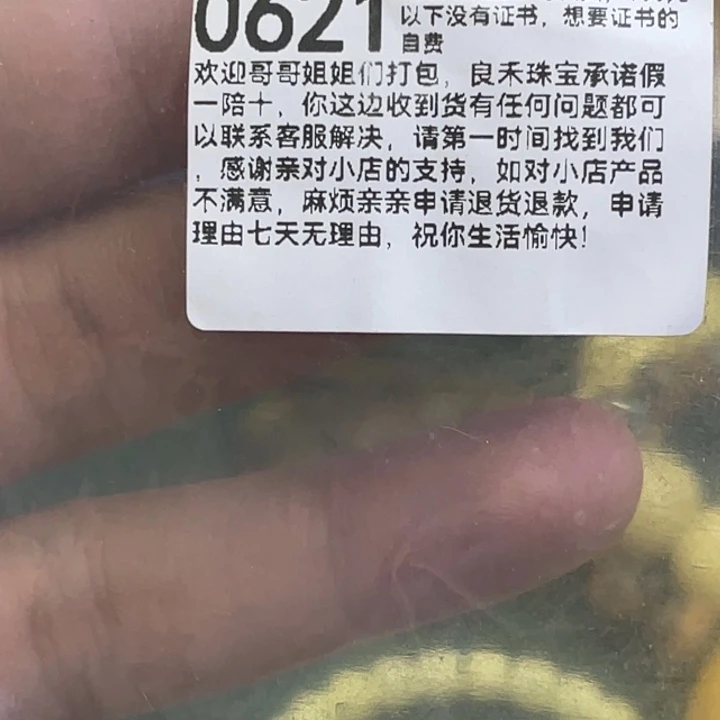 0621
以下没有证书，想要证书的
自费
欢迎哥哥姐姐们打包，良禾珠宝承诺假
一陪十，你这边收到货有任何问题都可
以联系客服解决，请第一时间找到我们
，感谢亲对小店的支持，如对小店产品
不满意，麻烦亲亲申请退货退款，申请
理由七天无理由，祝你生活愉快！